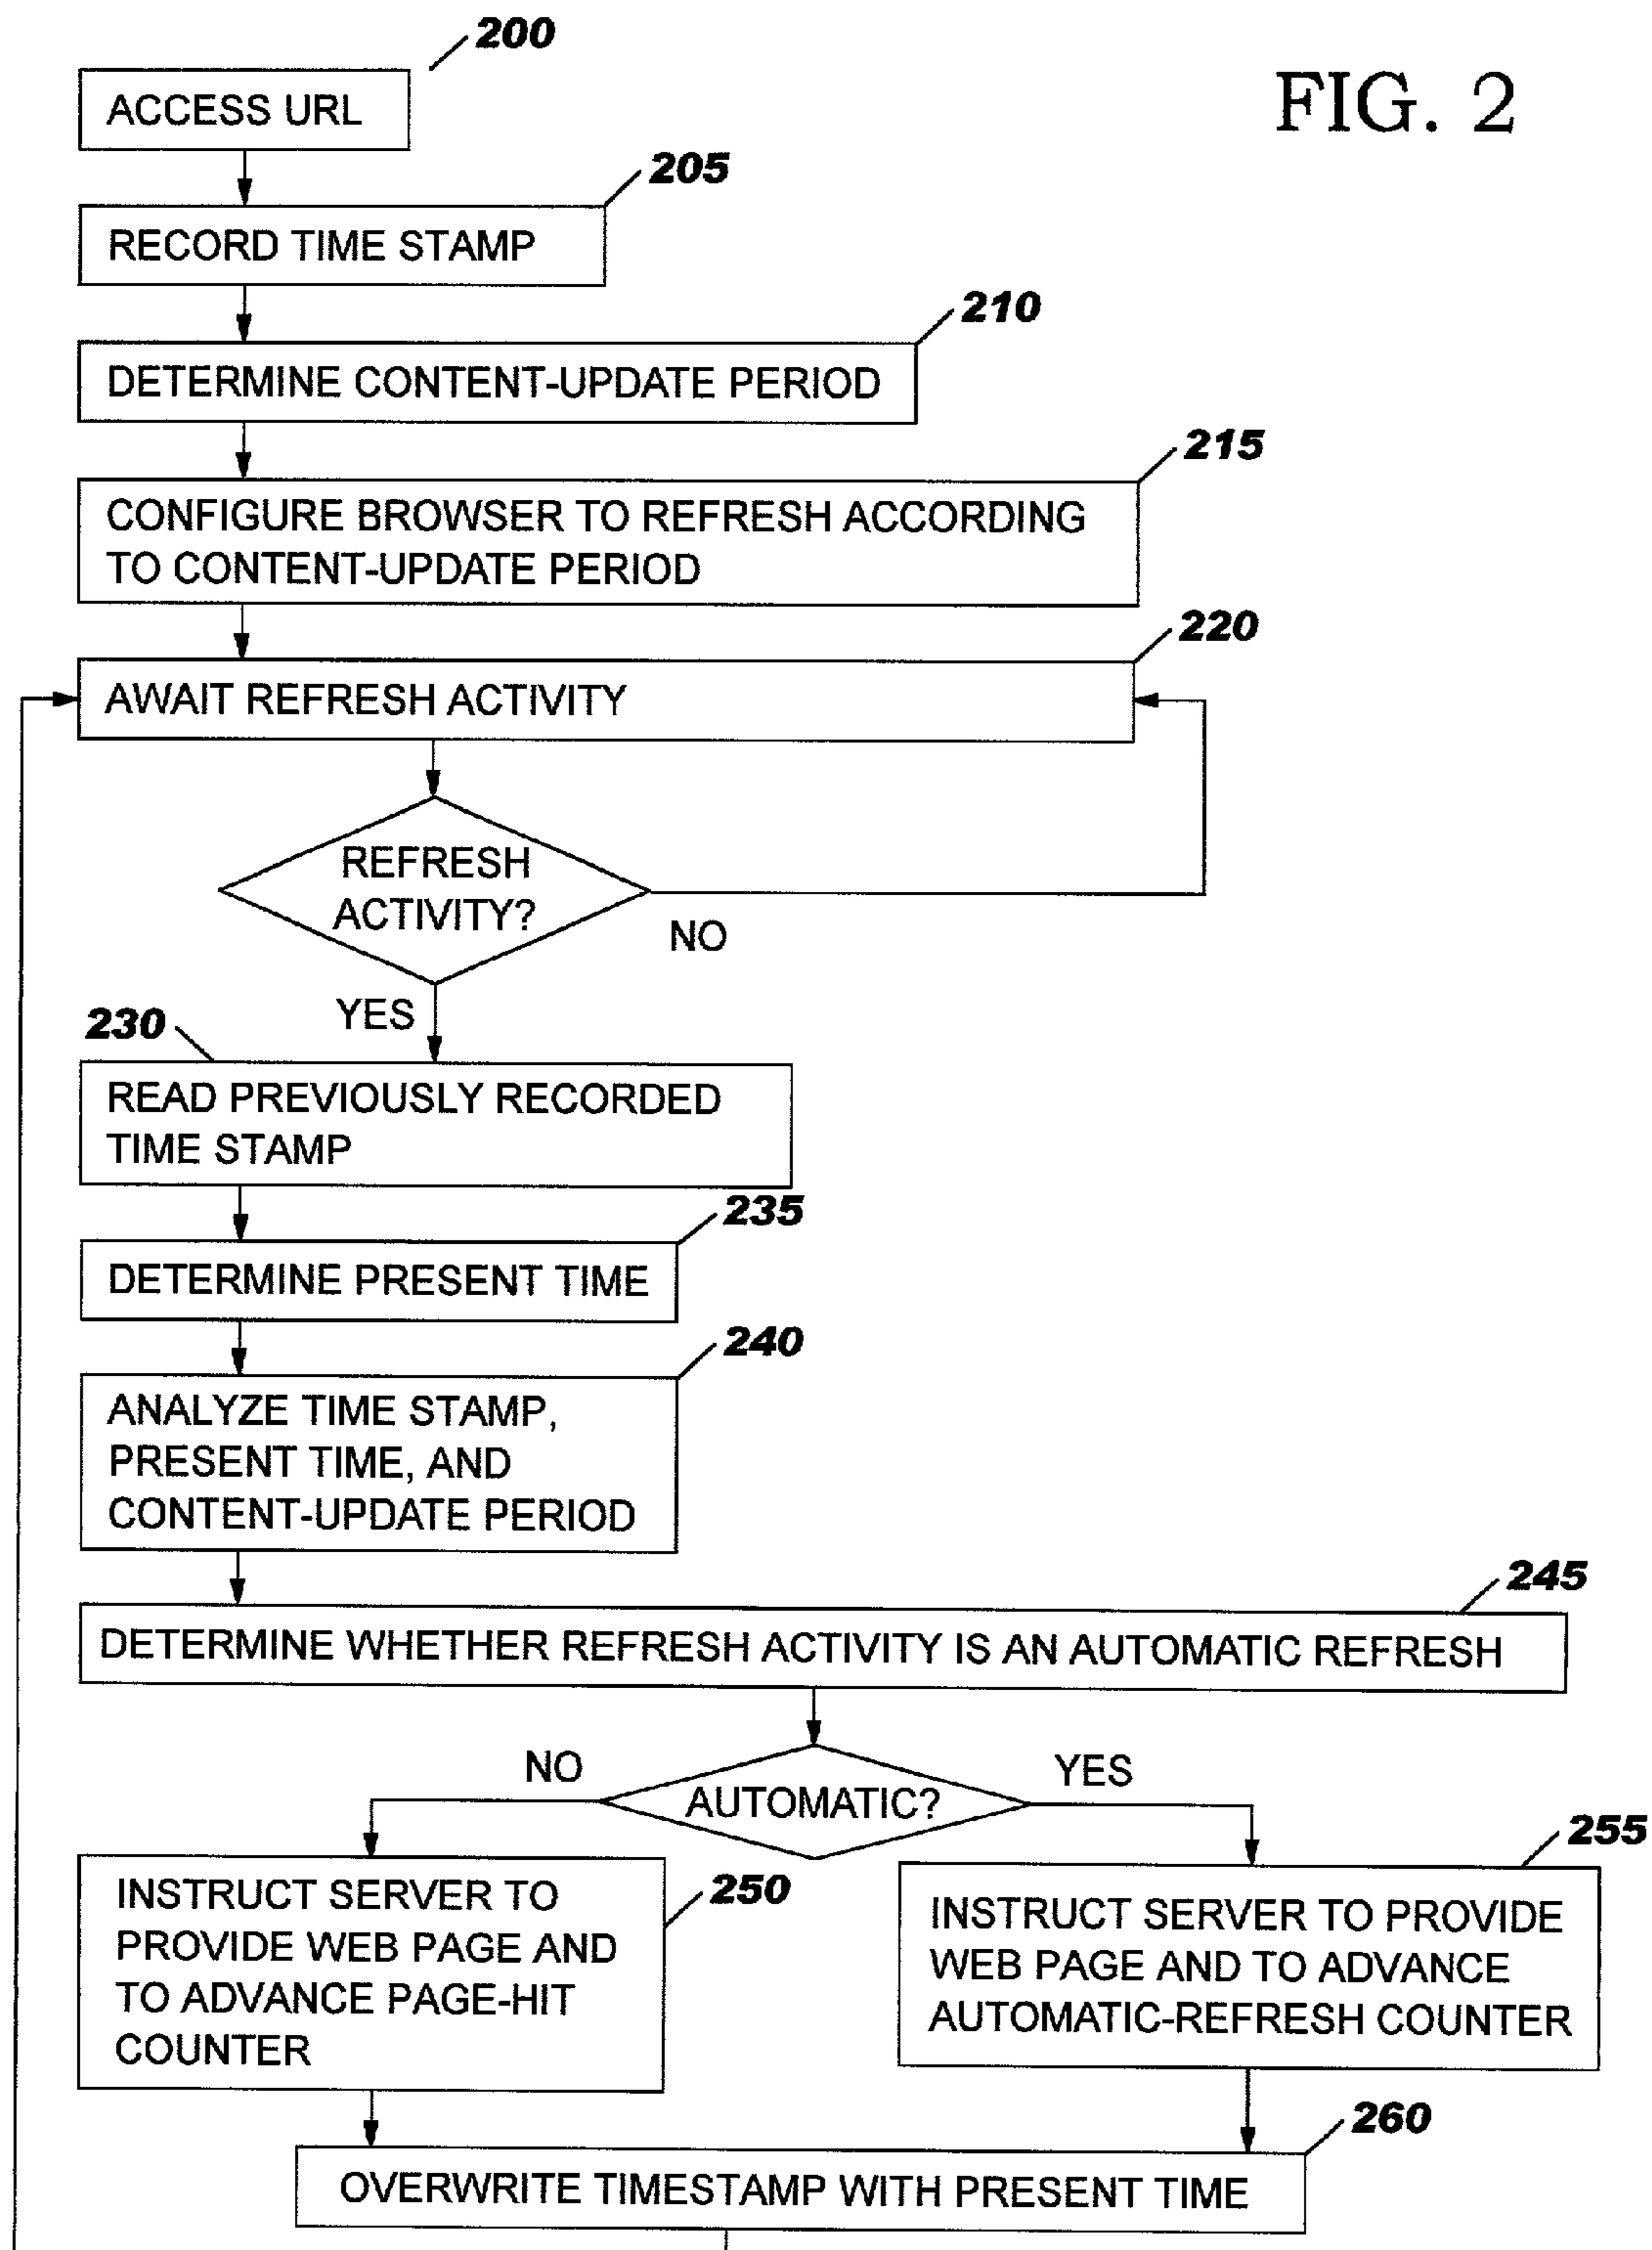 200
FIG. 2
ACCESS URL
205
RECORD TIME STAMP
210
DETERMINE CONTENT-UPDATE PERIOD
215
CONFIGURE BROWSER TO REFRESH ACCORDING
TO CONTENT-UPDATE PERIOD
220
AWAIT REFRESH ACTIVITY
REFRESH
ACTIVITY?
NO
YES
230
READ PREVIOUSLY RECORDED
TIME STAMP
235
DETERMINE PRESENT TIME
240
ANALYZE TIME STAMP,
PRESENT TIME, AND
CONTENT-UPDATE PERIOD
245
DETERMINE WHETHER REFRESH ACTIVITY IS AN AUTOMATIC REFRESH
NO
YES
AUTOMATIC?
250
INSTRUCT SERVER TO
PROVIDE WEB PAGE AND
TO ADVANCE PAGE-HIT
COUNTER
255
INSTRUCT SERVER TO PROVIDE
WEB PAGE AND TO ADVANCE
AUTOMATIC-REFRESH COUNTER
260
OVERWRITE TIMESTAMP WITH PRESENT TIME